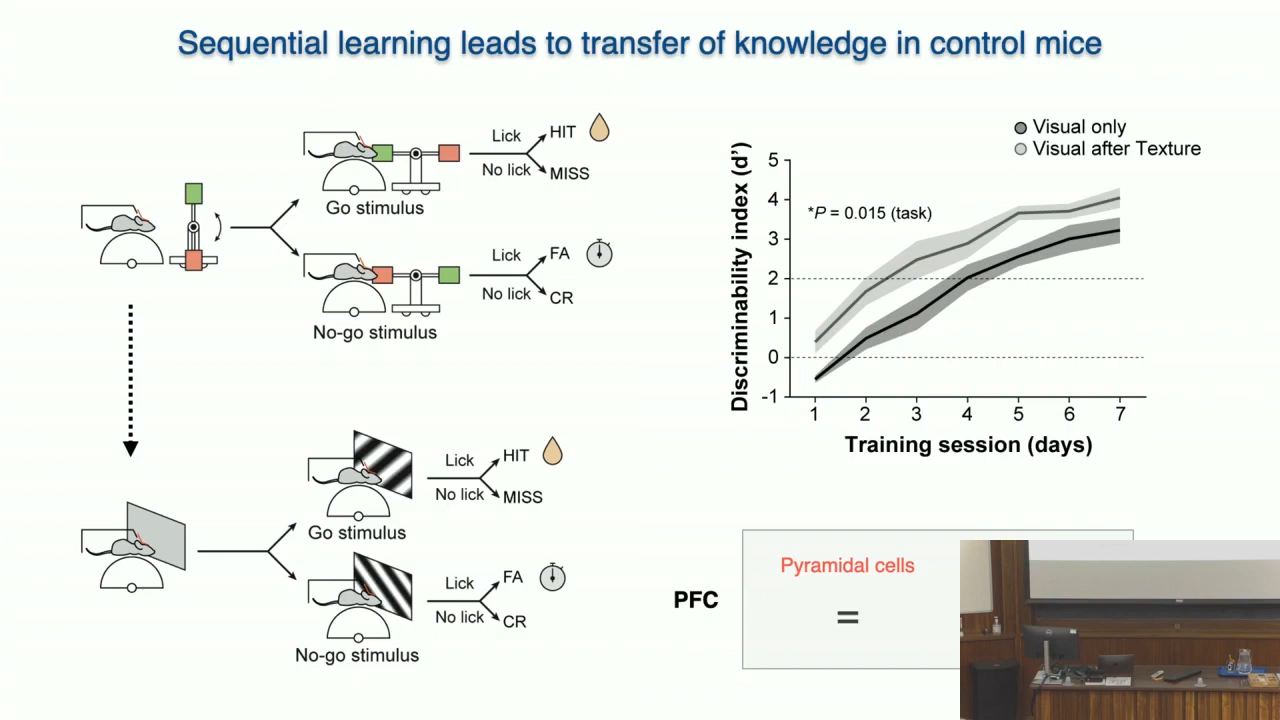 Sequential learning leads to transfer of knowledge in control mice
Lick
HIT
No lick
MISS
Go stimulus
Lick
FA
No lick
CR
No-go stimulus
Lick
HIT
No lick
MISS
Go stimulus
Lick
FA
No lick
CR
No-go stimulus
Visual only
Visual after Texture
*P = 0.015 (task)
Discriminability index (d')
5
4
3
2
1
0
-1
1 2 3 4 5 6 7
Training session (days)
PFC
Pyramidal cells
=